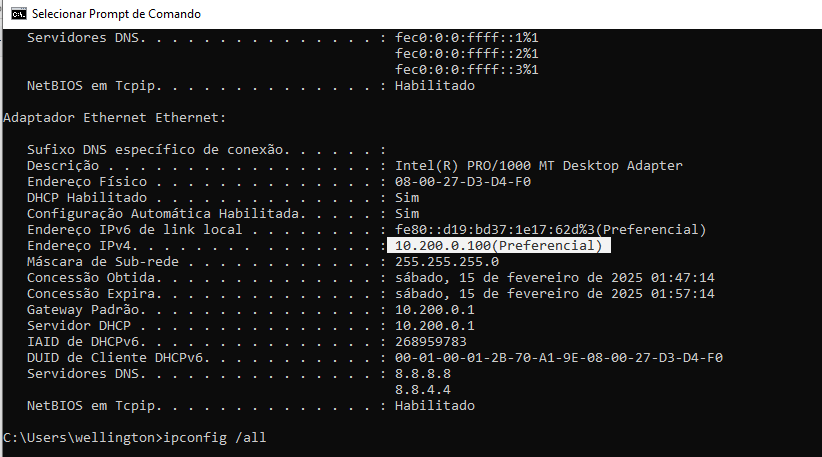 Selecionar Prompt de Comando
Servidores DNS. . . . . . . . . . . . . . . : fec0:0:0:ffff::1%1
fec0:0:0:ffff::2%1
fec0:0:0:ffff::3%1
NetBIOS em Tcpip. . . . . . . . . . . . . . : Habilitado
Adaptador Ethernet Ethernet:
Sufixo DNS específico de conexão. . . . . . :
Descrição . . . . . . . . . . . . . . . . . : Intel(R) PRO/1000 MT Desktop Adapter
Endereço Físico . . . . . . . . . . . . . . : 08-00-27-D3-D4-F0
DHCP Habilitado . . . . . . . . . . . . . . : Sim
Configuração Automática Habilitada. . . . . : Sim
Endereço IPv6 de link local . . . . . . . . : fe80::d19:bd37:1e17:62d%3(Preferencial)
Endereço IPv4. . . . . . . . . . . . . . . : 10.200.0.100(Preferencial)
Máscara de Sub-rede . . . . . . . . . . . . : 255.255.255.0
Concessão Obtida. . . . . . . . . . . . . . : sábado, 15 de fevereiro de 2025 01:47:14
Concessão Expira. . . . . . . . . . . . . . : sábado, 15 de fevereiro de 2025 01:57:14
Gateway Padrão. . . . . . . . . . . . . . . : 10.200.0.1
Servidor DHCP . . . . . . . . . . . . . . . : 10.200.0.1
IAID de DHCPv6. . . . . . . . . . . . . . . : 268959783
DUID de Cliente DHCPv6. . . . . . . . . . . : 00-01-00-01-2B-70-A1-9E-08-00-27-D3-D4-F0
Servidores DNS. . . . . . . . . . . . . . . : 8.8.8.8
8.8.4.4
NetBIOS em Tcpip. . . . . . . . . . . . . . : Habilitado
C:\Users\wellington>ipconfig /all